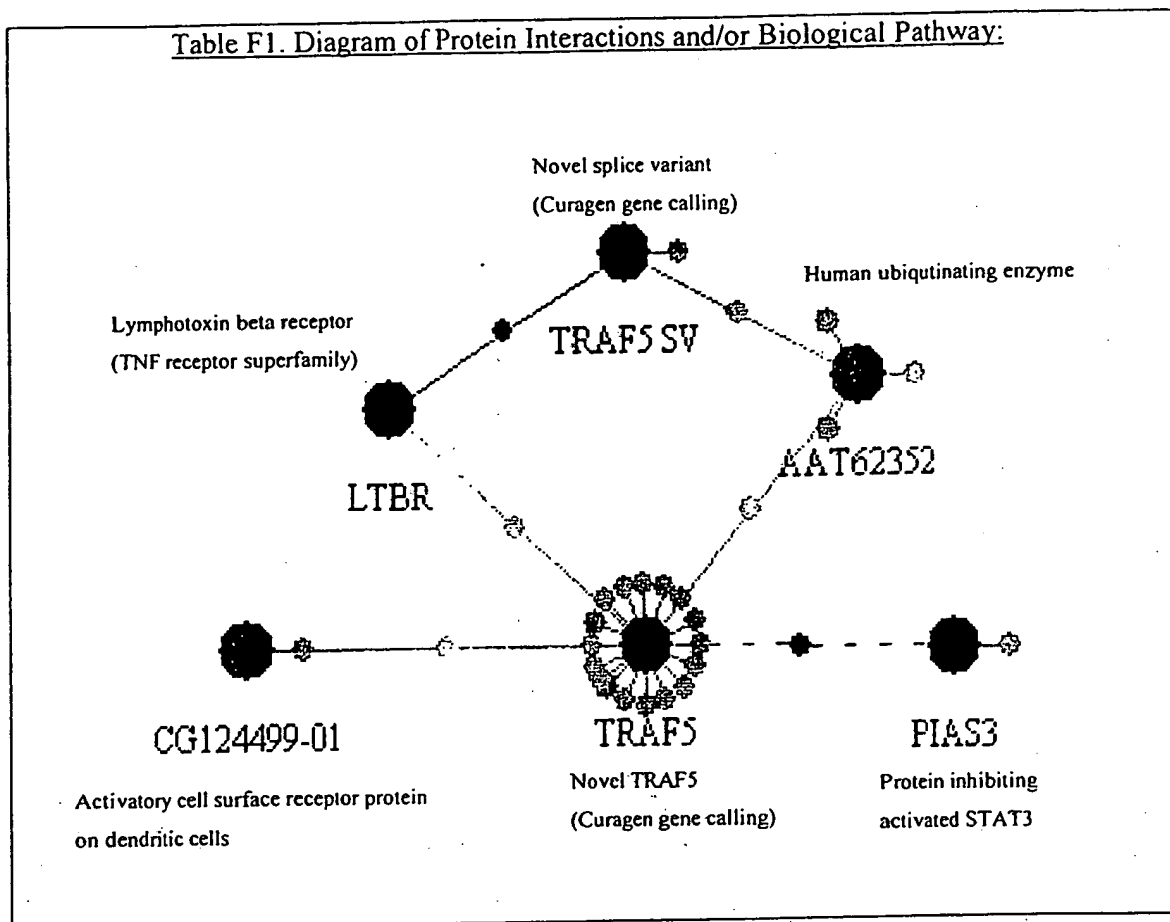 Table F1. Diagram of Protein Interactions and/or Biological Pathway:
Novel splice variant
(Curagen gene calling)
Human ubiqutinating enzyme
Lymphotoxin beta receptor
(TNF receptor superfamily)
TRAF5 SV
AAT62352
LTBR
CG124499-01
TRAF5
PIAS3
Activatory cell surface receptor protein
on dendritic cells
Novel TRAF5
(Curagen gene calling)
Protein inhibiting
activated STAT3